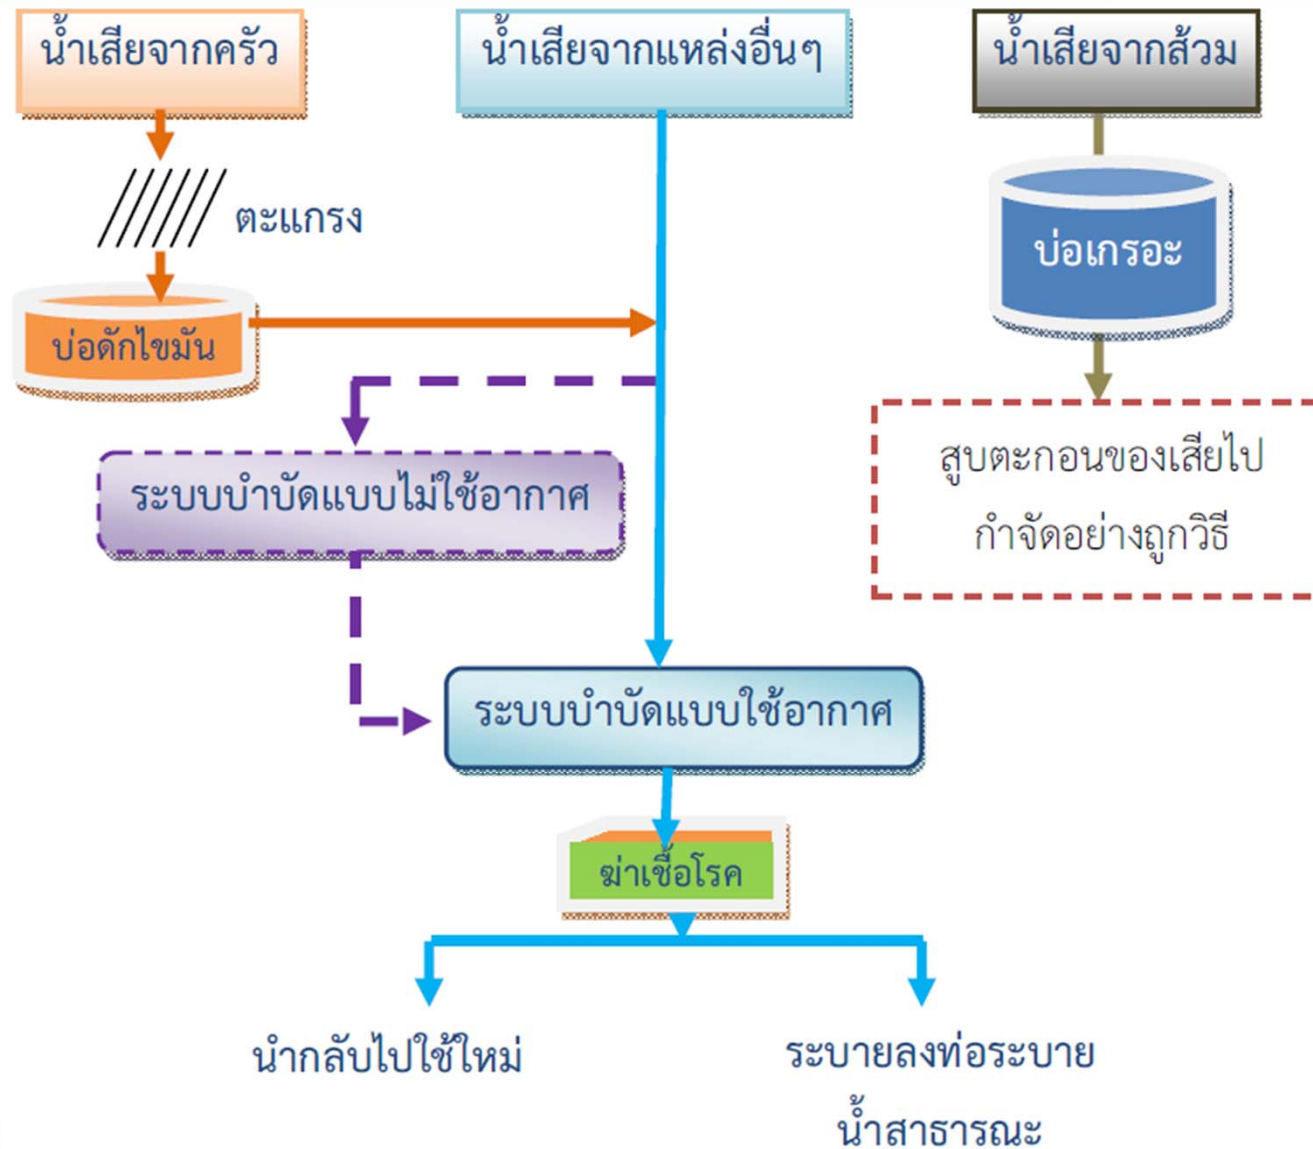 น้ำเสียจากครัว
น้ำเสียจากแหล่งอื่นๆ
น้ำเสียจากส้วม
ตะแกรง
บ่อเกรอะ
บ่อดักไขมัน
สูบตะกอนของเสียไป
กำจัดอย่างถูกวิธี
ระบบบำบัดแบบไม่ใช้อากาศ
ระบบบำบัดแบบใช้อากาศ
ฆ่าเชื้อโรค
นำกลับไปใช้ใหม่
ระบายลงท่อระบาย
น้ำสาธารณะ